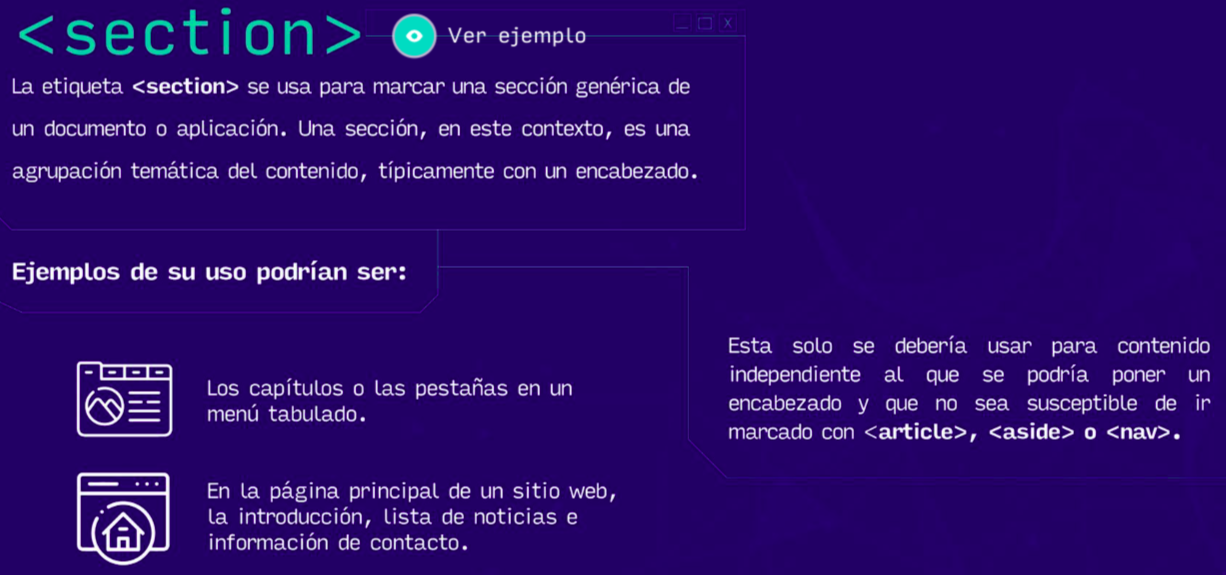 <section>
Ver ejemplo
La etiqueta <section> se usa para marcar una sección genérica de
un documento o aplicación. Una sección, en este contexto, es una
agrupación temática del contenido, típicamente con un encabezado.
Ejemplos de su uso podrían ser:
Los capítulos o las pestañas en un
menú tabulado.
En la página principal de un sitio web,
la introducción, lista de noticias e
información de contacto.
Esta solo se debería usar para contenido
independiente al que se podría poner un
encabezado y que no sea susceptible de ir
marcado con <article>, <aside> o <nav>.